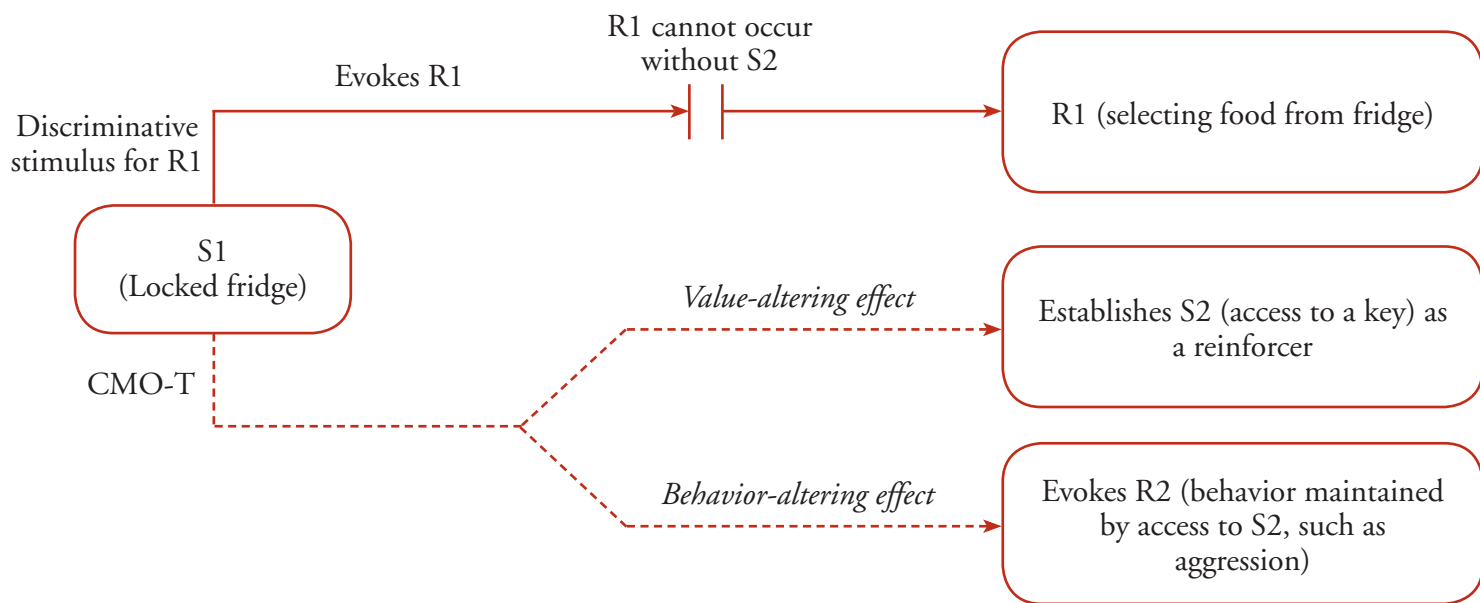 R1 cannot occur
without S2
Evokes R1
Discriminative
stimulus for R1
R1 (selecting food from fridge)
S1
(Locked fridge)
CMO-T
Value-altering effect
Establishes S2 (access to a key) as
a reinforcer
Behavior-altering effect
Evokes R2 (behavior maintained
by access to S2, such as
aggression)